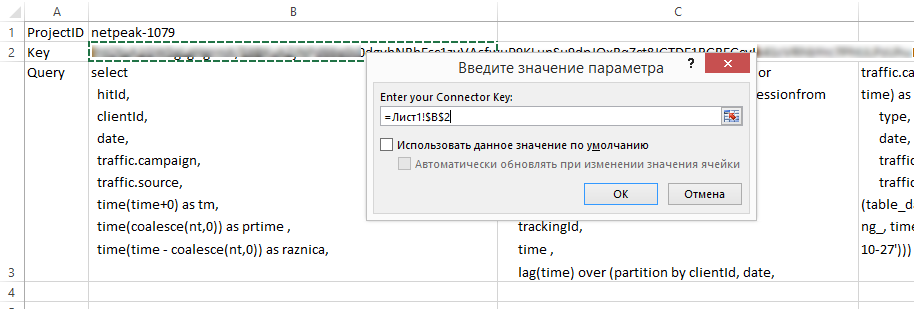 A B C
1 ProjectID netpeak-1079
2 Key
Query select or traffic.ca
hitId, essionfrom time) as
clientId, type,
date, date,
traffic.campaign, traffi
traffic.source, traffi
time(time+0) as tm, (table_da
time(coalesce(nt,0)) as prtime , trackingId, ng_, time
time(time - coalesce(nt,0)) as raznica, time , 10-27')))
3 lag(time) over (partition by clientId, date,
4
Введите значение параметра ?
Enter your Connector Key:
=Лист1!$B$2
Использовать данное значение по умолчанию
Автоматически обновлять при изменении значения ячейки
OK Отмена